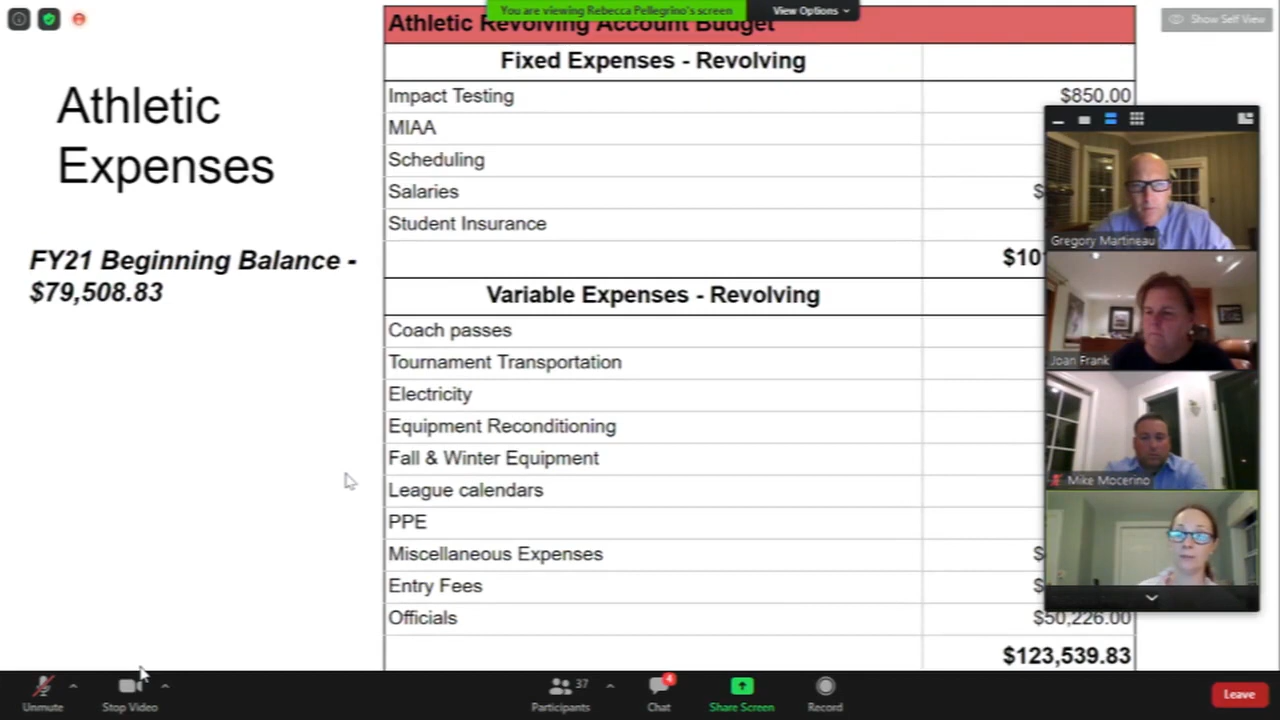 You are viewing Rebecca Pellegrino's screen
View Options
Show Self View
Athletic Revolving Account Budget
Athletic
Expenses
FY21 Beginning Balance -
$79,508.83
Fixed Expenses - Revolving
Impact Testing $850.00
MIAA
Scheduling
Salaries
Student Insurance
Variable Expenses - Revolving
Coach passes
Tournament Transportation
Electricity
Equipment Reconditioning
Fall & Winter Equipment
League calendars
PPE
Miscellaneous Expenses
Entry Fees
Officials $50,226.00
$123,539.83
Gregory Martineau
Joan Frank
Mike Mocerino
Unmute
Stop Video
37
Participants
4
Chat
Share Screen
Record
Leave